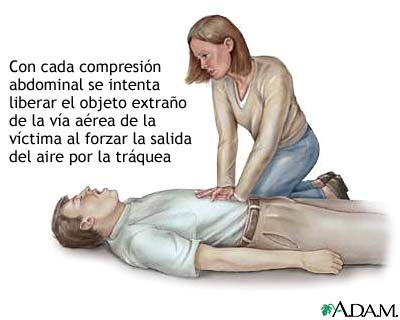 Con cada compresión
abdominal se intenta
liberar el objeto extraño
de la vía aérea de la
víctima al forzar la salida
del aire por la tráquea
A.D.A.M.